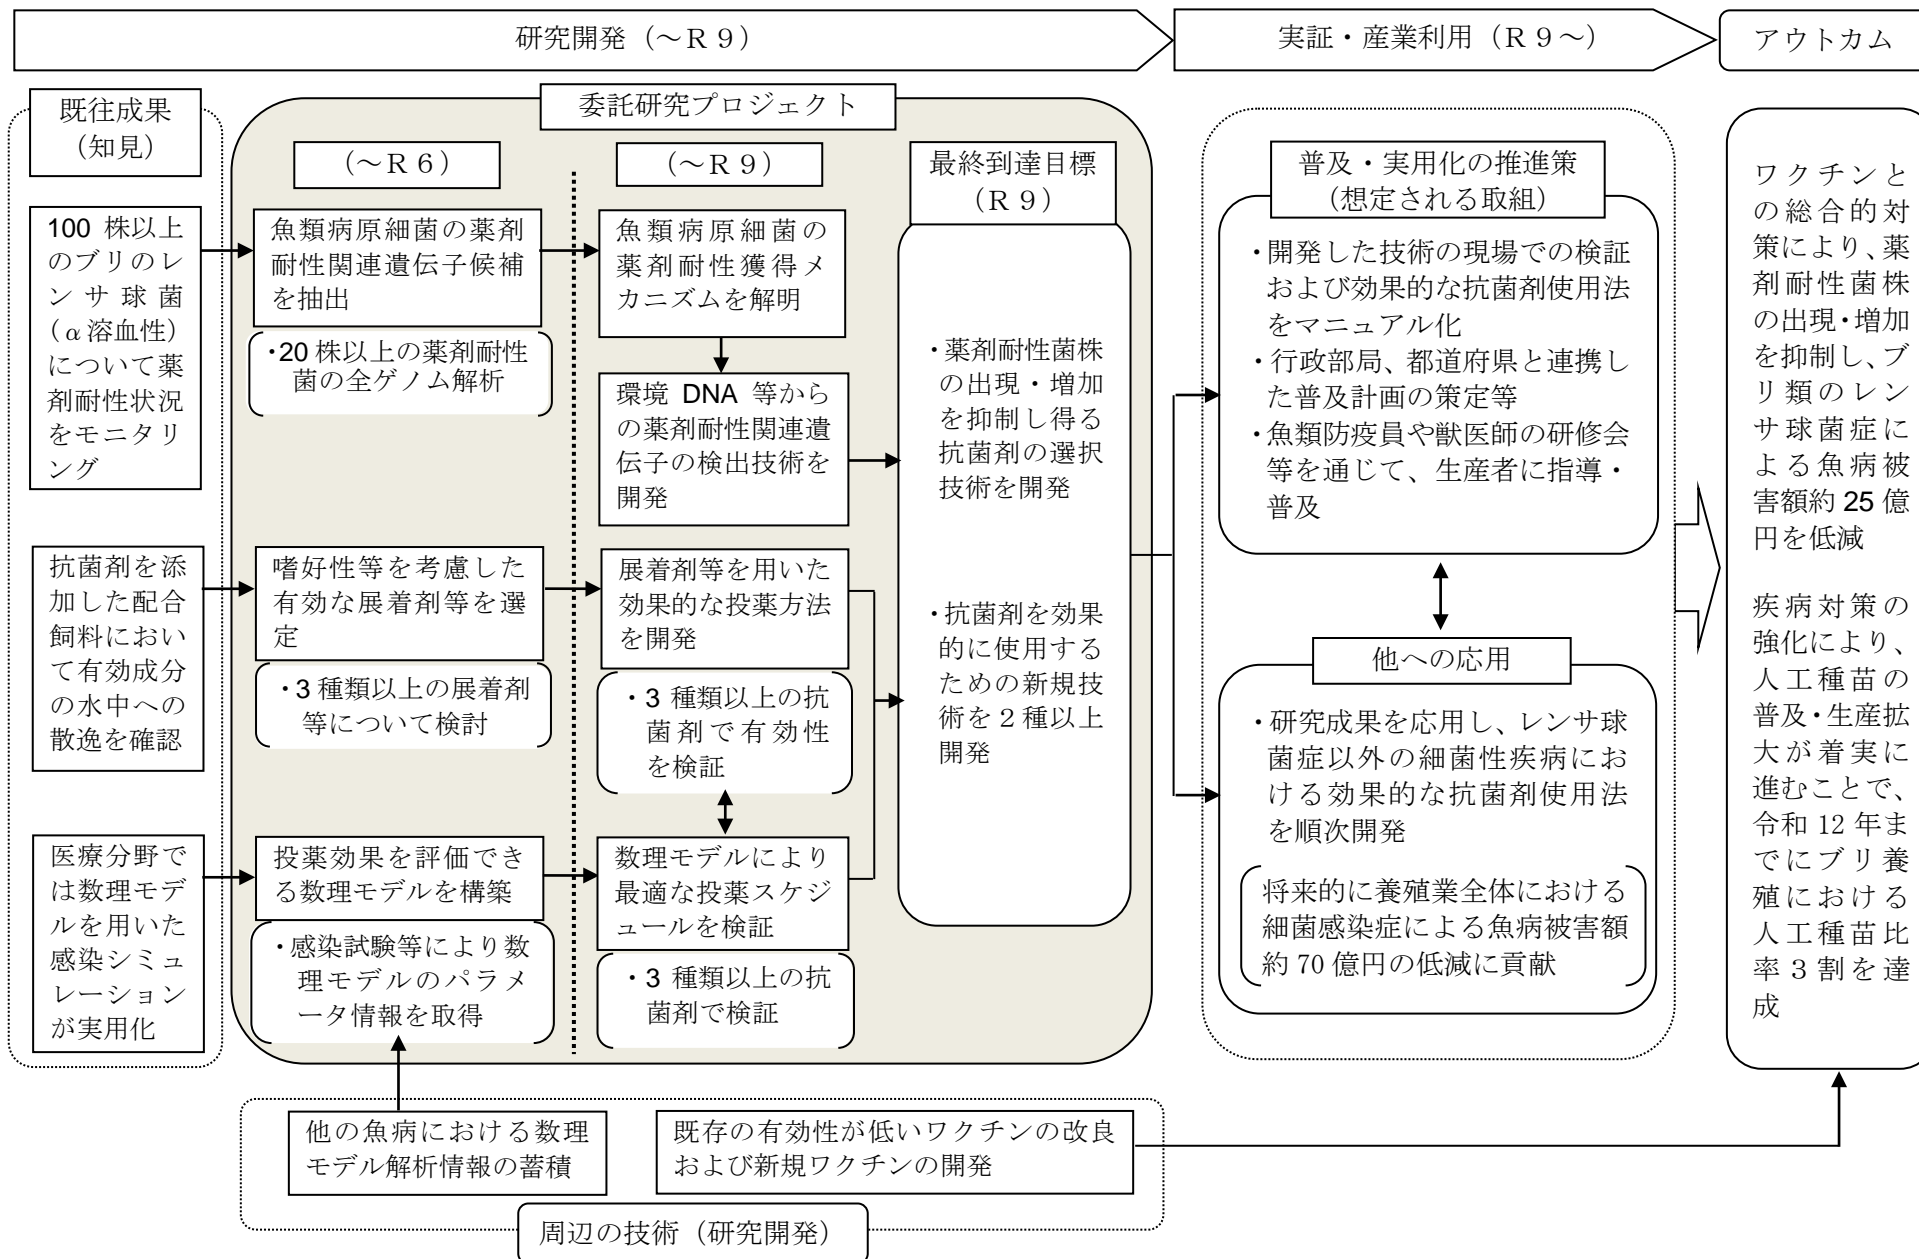 研究開発（～Ｒ９）
実証・産業利用（Ｒ９～）
アウトカム
既往成果
（知見）
100 株以上
のブリのレ
ンサ球菌
（α溶血性）
について薬
剤耐性状況
をモニタリ
ング
抗菌剤を添
加した配合
飼料におい
て有効成分
の水中への
散逸を確認
医療分野で
は数理モデ
ルを用いた
感染シミュ
レーション
が実用化
委託研究プロジェクト
（～Ｒ６）
魚類病原細菌の薬剤
耐性関連遺伝子候補
を抽出
・20 株以上の薬剤耐性
菌の全ゲノム解析
嗜好性等を考慮した
有効な展着剤等を選
定
・3 種類以上の展着剤
等について検討
投薬効果を評価でき
る数理モデルを構築
・感染試験等により数
理モデルのパラメ
ータ情報を取得
（～Ｒ９）
魚類病原細菌の
薬剤耐性獲得メ
カニズムを解明
環境 DNA 等から
の薬剤耐性関連遺
伝子の検出技術を
開発
展着剤等を用いた
効果的な投薬方法
を開発
・3 種類以上の抗
菌剤で有効性
を検証
数理モデルにより
最適な投薬スケジ
ュールを検証
・3 種類以上の抗
菌剤で検証
最終到達目標
（Ｒ９）
・薬剤耐性菌株
の出現・増加
を抑制し得る
抗菌剤の選択
技術を開発
・抗菌剤を効果
的に使用する
ための新規技
術を２種以上
開発
普及・実用化の推進策
（想定される取組）
・開発した技術の現場での検証
および効果的な抗菌剤使用法
をマニュアル化
・行政部局、都道府県と連携し
た普及計画の策定等
・魚類防疫員や獣医師の研修会
等を通じて、生産者に指導・
普及
他への応用
・研究成果を応用し、レンサ球
菌症以外の細菌性疾病にお
ける効果的な抗菌剤使用法
を順次開発
将来的に養殖業全体における
細菌感染症による魚病被害額
約 70 億円の低減に貢献
ワクチンと
の総合的対
策により、薬
剤耐性菌株
の出現・増加
を抑制し、ブ
リ類のレン
サ球菌症に
よる魚病被
害額約 25 億
円を低減
疾病対策の
強化により、
人工種苗の
普及・生産拡
大が着実に
進むことで、
令和 12 年ま
でにブリ養
殖における
人工種苗比
率３割を達
成
他の魚病における数理
モデル解析情報の蓄積
既存の有効性が低いワクチンの改良
および新規ワクチンの開発
周辺の技術（研究開発）